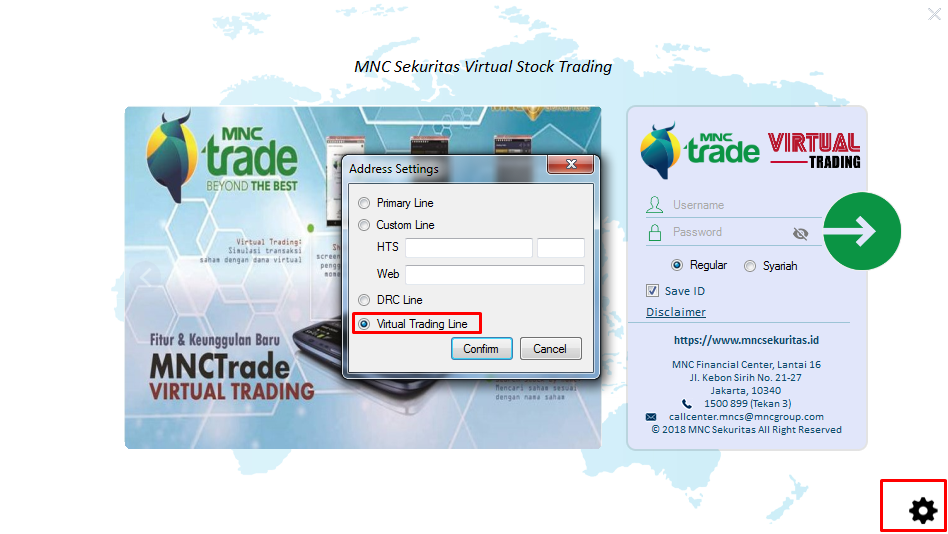 MNC Sekuritas Virtual Stock Trading
MNC
trade
BEYOND THE BEST
Virtual Trading:
Simulasi transaksi
saham dengan dana virtual
Fitur & Keunggulan Baru
MNCTrade
VIRTUAL TRADING
Mencari saham sesuai
dengan nama saham
Address Settings
Primary Line
Custom Line
HTS
Web
DRC Line
Virtual Trading Line
Confirm
Cancel
MNC
trade
VIRTUAL
TRADING
Username
Password
Regular
Syariah
Save ID
Disclaimer
https://www.mncsekuritas.id
MNC Financial Center, Lantai 16
Jl. Kebon Sirih No. 21-27
Jakarta, 10340
1500 899 (Tekan 3)
callcenter.mncs@mncgroup.com
© 2018 MNC Sekuritas All Right Reserved